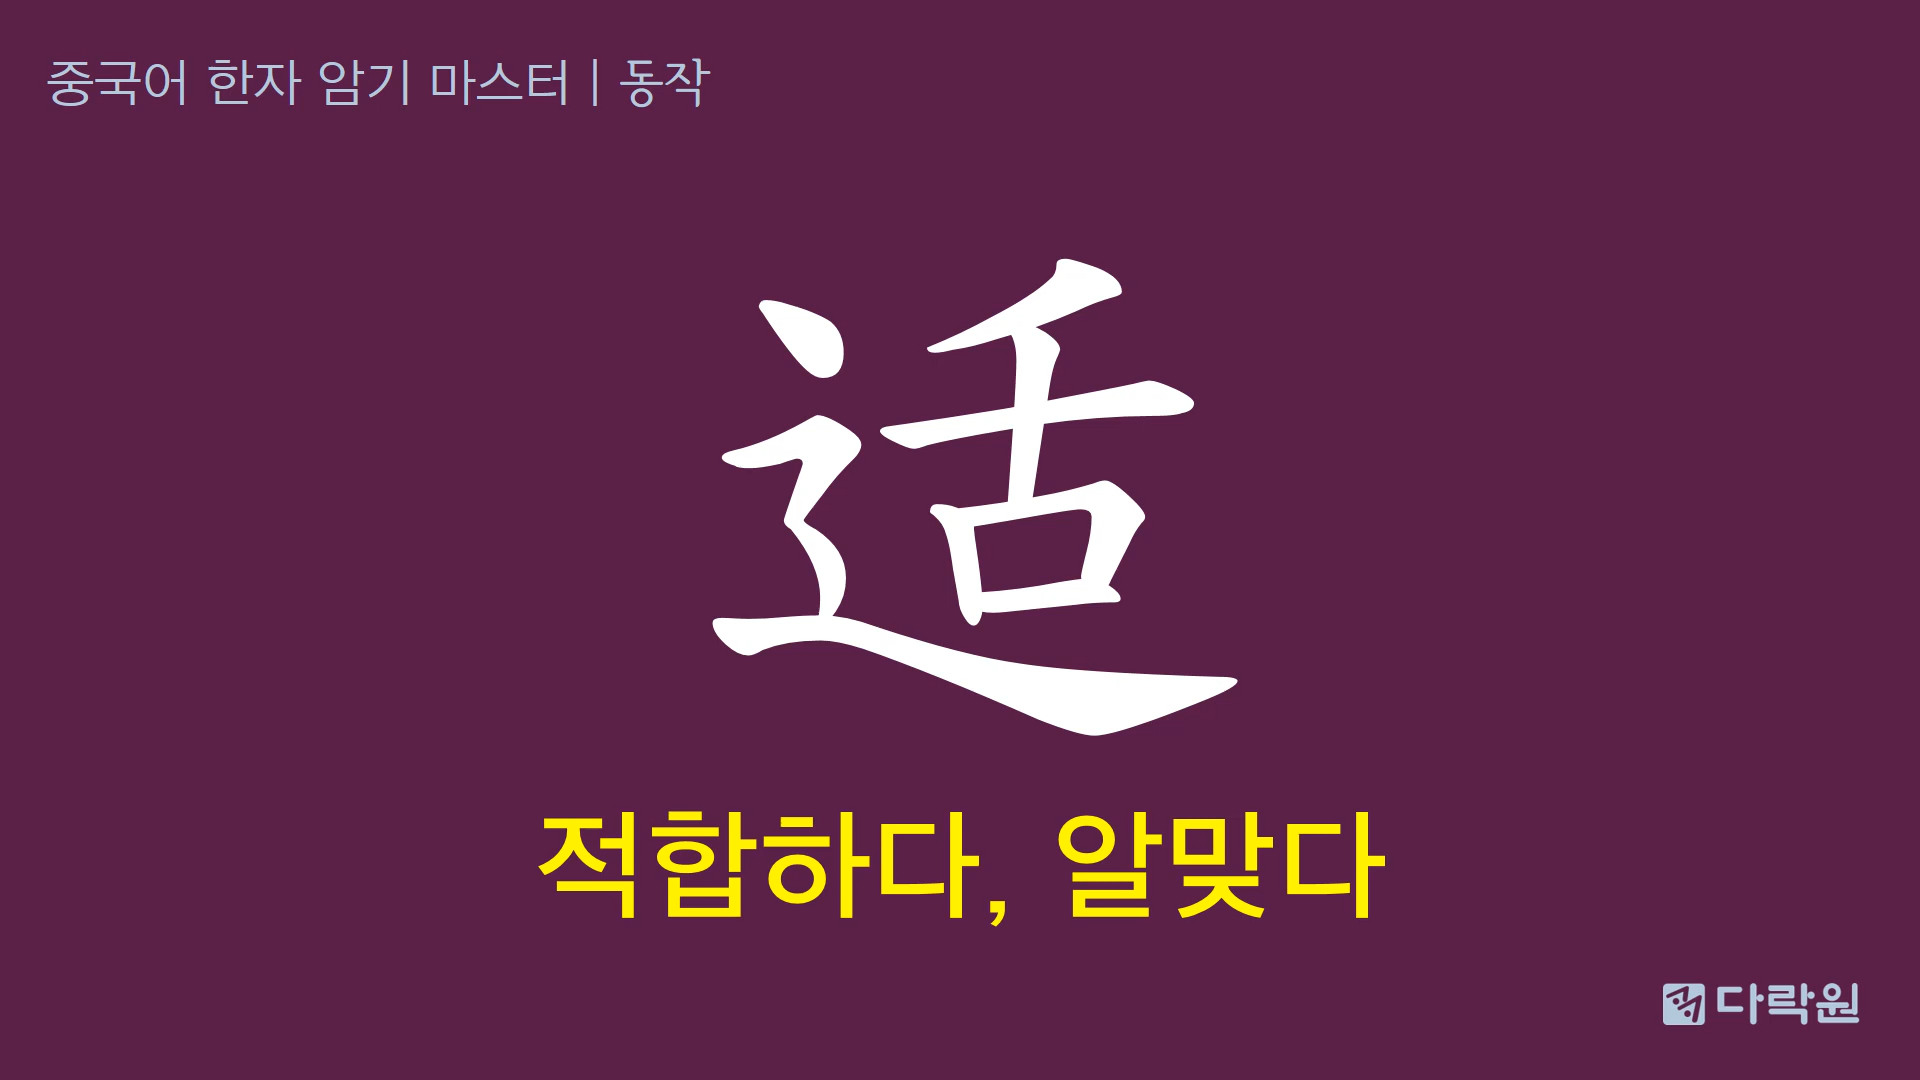 중국어 한자 암기 마스터 | 동작
适
적합하다, 알맞다
다락원